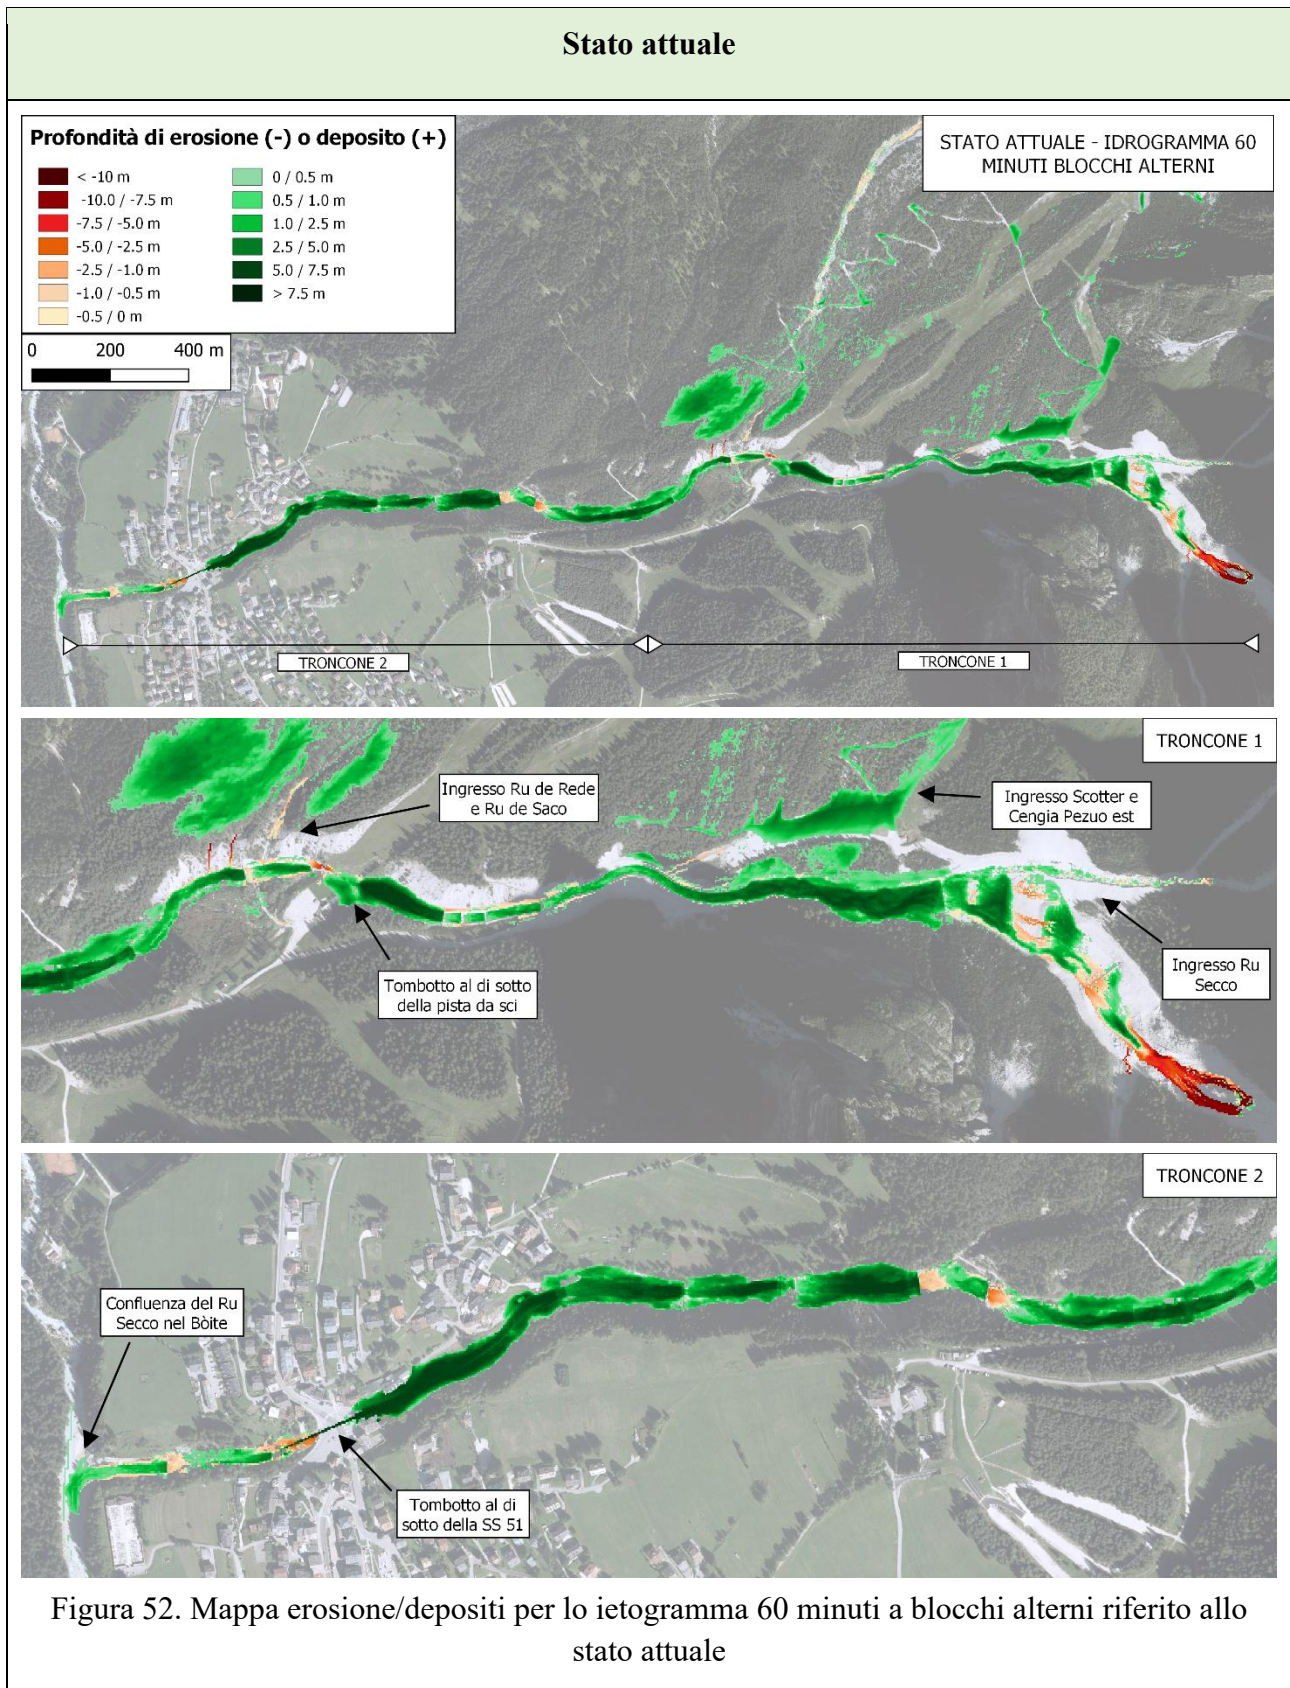 Stato attuale
Profondità di erosione (-) o deposito (+)
< -10 m
-10.0 / -7.5 m
-7.5 / -5.0 m
-5.0 / -2.5 m
-2.5 / -1.0 m
-1.0 / -0.5 m
-0.5 / 0 m
0 / 0.5 m
0.5 / 1.0 m
1.0 / 2.5 m
2.5 / 5.0 m
5.0 / 7.5 m
> 7.5 m
0 200 400 m
STATO ATTUALE - IDROGRAMMA 60
MINUTI BLOCCHI ALTERNI
TRONCONE 2
TRONCONE 1
TRONCONE 1
Ingresso Ru de Rede
e Ru de Saco
Ingresso Scotter e
Cengia Pezuo est
Tombotto al di sotto
della pista da sci
Ingresso Ru
Secco
TRONCONE 2
Confluenza del Ru
Secco nel Bòite
Tombotto al di
sotto della SS 51
Figura 52. Mappa erosione/depositi per lo ietogramma 60 minuti a blocchi alterni riferito allo
stato attuale